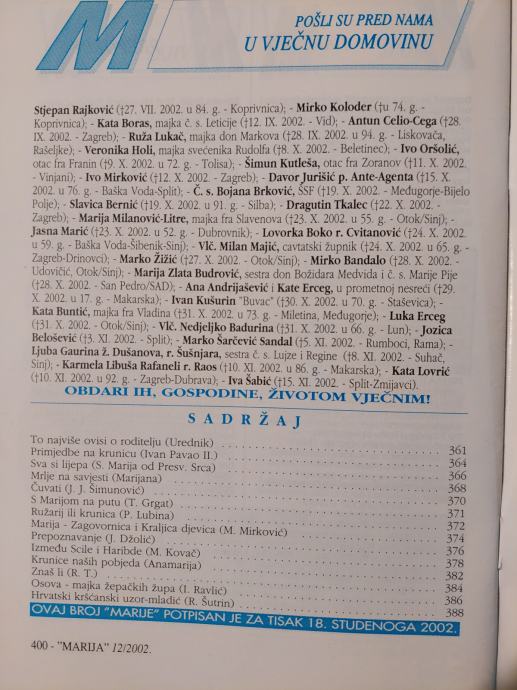 M
POŠLI SU PRED NAMA
U VJEČNU DOMOVINU
Stjepan Rajković (†27. VII. 2002. u 84. g. - Koprivnica); - Mirko Koloder (†u 74. g. -
Koprivnica); - Kata Boras, majka č. s. Leticije (†12. IX. 2002. - Vid); - Antun Celio-Cega (†28.
IX. 2002. - Zagreb); - Ruža Lukač, majka don Markova (†28. IX. 2002. u 94. g. - Liskovača,
Rašeljke); - Veronika Holi, majka svećenika Rudolfa (†8. X. 2002. - Beletinec); - Ivo Oršolić,
otac fra Franin (†9. X. 2002. u 72. g. - Tolisa); - Šimun Kutleša, otac fra Zoranov (†11. X. 2002.
- Vinjani); - Ivo Mirković (†12. X. 2002. - Zagreb); - Davor Jurišić p. Ante-Agenta (†15. X.
2002. u 76. g. - Baška Voda-Split); - Č. s. Bojana Brković, ŠSF (†19. X. 2002. - Međugorje-Bijelo
Polje); - Slavica Bernić (†19. X. 2002. u 91. g. - Silba); - Dragutin Tkalec (†22. X. 2002. -
Zagreb); - Marija Milanović-Litre, majka fra Slavenova (†23. X. 2002. u 55. g. - Otok/Sinj); -
Jasna Marić (†23. X. 2002. u 52. g. - Dubrovnik); - Lovorka Boko r. Cvitanović (†24. X. 2002.
u 59. g. - Baška Voda-Šibenik-Sinj); - Vlč. Milan Majić, cavtatski župnik (†24. X. 2002. u 65. g. -
Zagreb-Drinovci); - Marko Žižić (†27. X. 2002. - Otok/Sinj); - Mirko Bandalo (†28. X. 2002. -
Udovičić, Otok/Sinj); - Marija Zlata Budrović, sestra don Božidara Medvida i č. s. Marije Pije
(†28. X. 2002. - San Pedro/SAD); - Ana Andrijašević i Kate Erceg, u prometnoj nesreći (†29.
X. 2002. u 17. g. - Makarska); - Ivan Kušurin "Buvac" (†30. X. 2002. u 70. g. - Staševica); -
Kata Buntić, majka fra Vladina (†31. X. 2002. u 73. g. - Miletina, Međugorje); - Luka Erceg
(†31. X. 2002. - Otok/Sinj); - Vlč. Nedjeljko Badurina (†31. X. 2002. u 66. g. - Lun); - Jozica
Belošević (†3. XI. 2002. - Split); - Marko Šarčević Sandal (†5. XI. 2002. - Rumboci, Rama); -
Ljuba Gaurina ž. Dušanova, r. Šušnjara, sestra č. s. Lujze i Regine (†8. XI. 2002. - Suhač,
Sinj); - Karmela Libuša Rafaneli r. Raos (†10. XI. 2002. u 86. g. - Makarska); - Kata Lovrić
(†10. XI. 2002. u 92. g. - Zagreb-Dubrava); - Iva Šabić (†15. XI. 2002. - Split-Zmijavci).
OBDARI IH, GOSPODINE, ŽIVOTOM VJEČNIM!
SADRŽAJ
To najviše ovisi o roditelju (Urednik) 361
Primjedbe na krunicu (Ivan Pavao II.) 364
Sva si lijepa (S. Marija od Presv. Srca) 366
Mrlje na savjesti (Marijana) 368
Čuvati (J. J. Šimunović) 370
S Marijom na putu (T. Grgat) 371
Ružarij ili krunica (P. Lubina) 372
Marija - Zagovornica i Kraljica djevica (M. Mirković) 374
Prepoznavanje (J. Džolić) 376
Između Scile i Haribde (M. Kovač) 378
Krunice naših pobjeda (Anamarija) 382
Znaš li (R. T.) 384
Osova - majka žepačkih župa (I. Ravlić) 386
Hrvatski kršćanski uzor-mladić (R. Šutrin) 388
OVAJ BROJ "MARIJE" POTPISAN JE ZA TISAK 18. STUDENOGA 2002.
400 - "MARIJA" 12/2002.